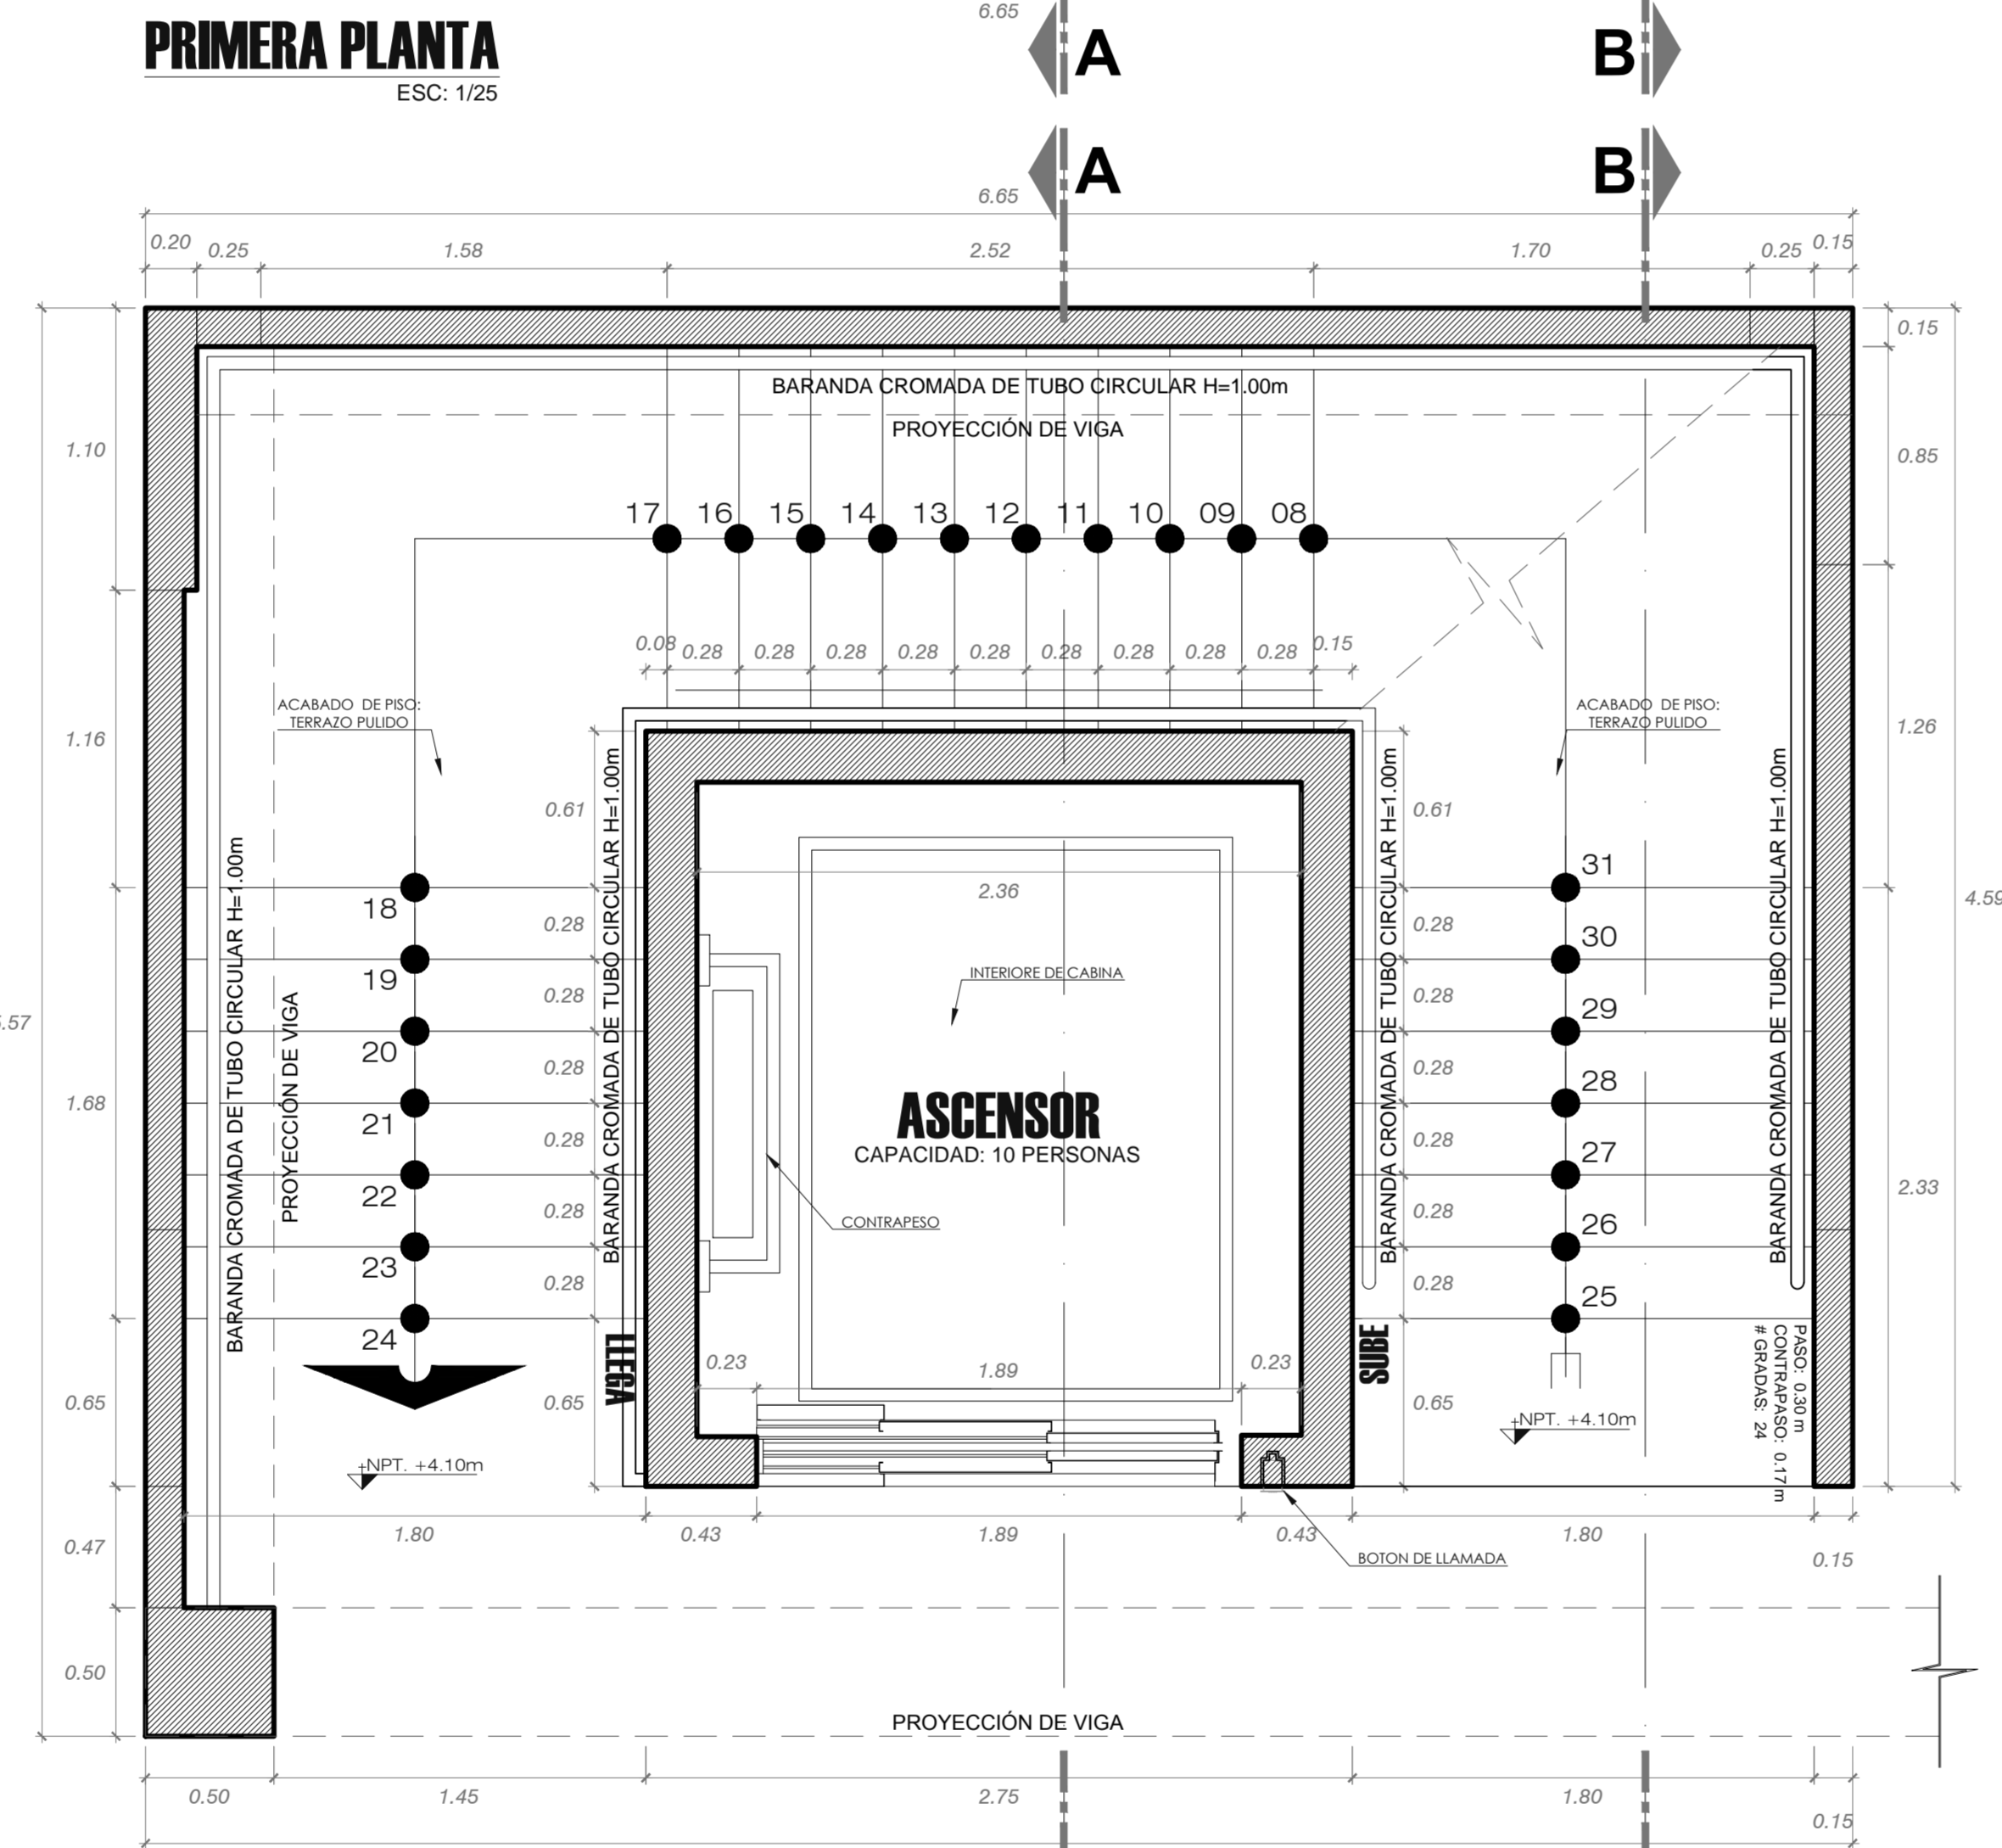 6.65
PRIMERA PLANTA
ESC: 1/25
A
B
A
B
6.65
0.20
0.25
1.58
2.52
1.70
0.25
0.15
0.15
BARANDA CROMADA DE TUBO CIRCULAR H=1.00m
PROYECCIÓN DE VIGA
1.10
0.85
17
16
15
14
13
12
11
10
09
08
0.08
0.28
0.28
0.28
0.28
0.28
0.28
0.28
0.28
0.28
0.15
ACABADO DE PISO:
TERRAZO PULIDO
ACABADO DE PISO:
TERRAZO PULIDO
1.16
1.26
0.61
0.61
BARANDA CROMADA DE TUBO CIRCULAR H=1.00m
PROYECCIÓN DE VIGA
BARANDA CROMADA DE TUBO CIRCULAR H=1.00m
BARANDA CROMADA DE TUBO CIRCULAR H=1.00m
BARANDA CROMADA DE TUBO CIRCULAR H=1.00m
2.36
18
19
20
21
22
23
24
0.28
0.28
0.28
0.28
0.28
0.28
0.65
INTERIORE DE CABINA
ASCENSOR
CAPACIDAD: 10 PERSONAS
CONTRAPESO
0.28
0.28
0.28
0.28
0.28
0.28
0.65
31
30
29
28
27
26
25
4.59
.57
1.68
2.33
0.65
LLEGA
0.23
1.89
0.23
SUBE
PASO: 0.30 m
CONTRAPASO: 0.17 m
# GRADAS: 24
NPT. +4.10m
NPT. +4.10m
0.47
1.80
0.43
1.89
0.43
1.80
0.15
BOTON DE LLAMADA
0.50
PROYECCIÓN DE VIGA
0.50
1.45
2.75
1.80
0.15